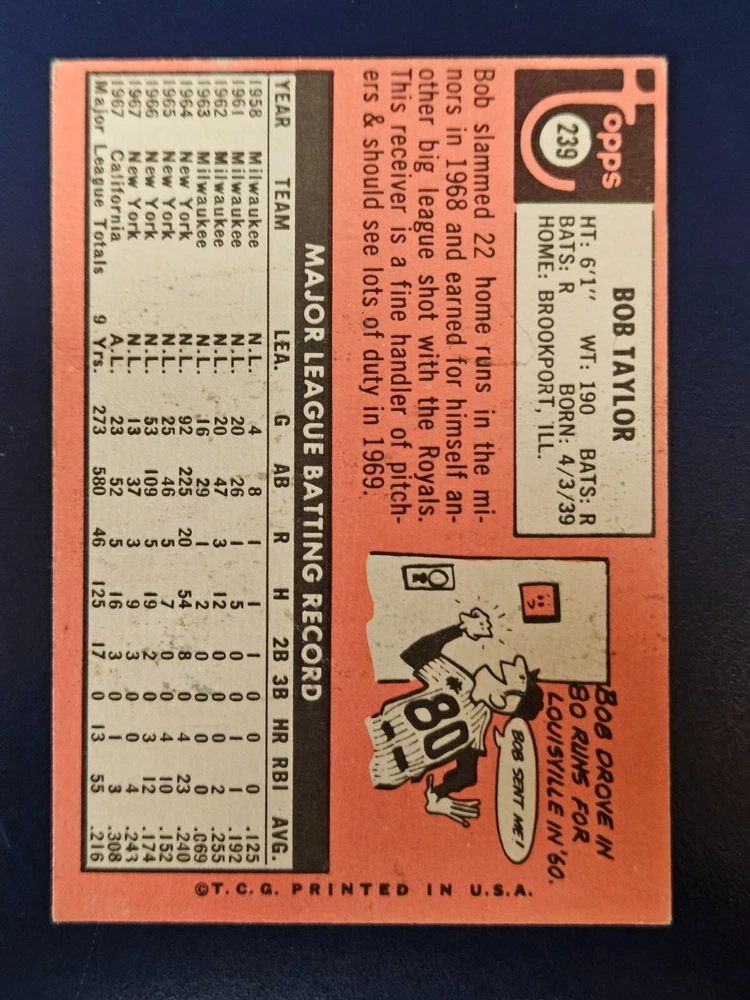 Topps
239
BOB TAYLOR
HT: 6'1" WT: 190 BATS: R
BATS: R BORN: 4/3/39
HOME: BROOKPORT, ILL.
Bob slammed 22 home runs in the mi-
nors in 1968 and earned for himself an-
other big league shot with the Royals.
This receiver is a fine handler of pitch-
ers & should see lots of duty in 1969.
BOB DROVE IN
80 RUNS FOR
LOUISVILLE IN '60.
BOB SENT ME!
80
MAJOR LEAGUE BATTING RECORD
YEAR TEAM LEA. G AB R H 2B 3B HR RBI AVG.
1958 Milwaukee N.L. 4 8 1 1 1 0 0 0 .125
1961 Milwaukee N.L. 20 26 1 5 0 0 1 1 .192
1962 Milwaukee N.L. 20 47 3 12 0 0 0 2 .255
1963 Milwaukee N.L. 16 29 1 2 0 0 0 0 .069
1964 New York N.L. 92 225 20 54 8 0 4 23 .240
1965 New York N.L. 25 46 5 7 0 0 4 10 .152
1966 New York N.L. 53 109 5 19 2 0 3 12 .174
1967 New York N.L. 13 37 3 9 3 0 0 4 .243
1967 California A.L. 23 52 5 16 3 0 1 3 .308
Major League Totals 9 Yrs. 273 580 46 125 17 0 13 55 .216
©T.C.G. PRINTED IN U.S.A.